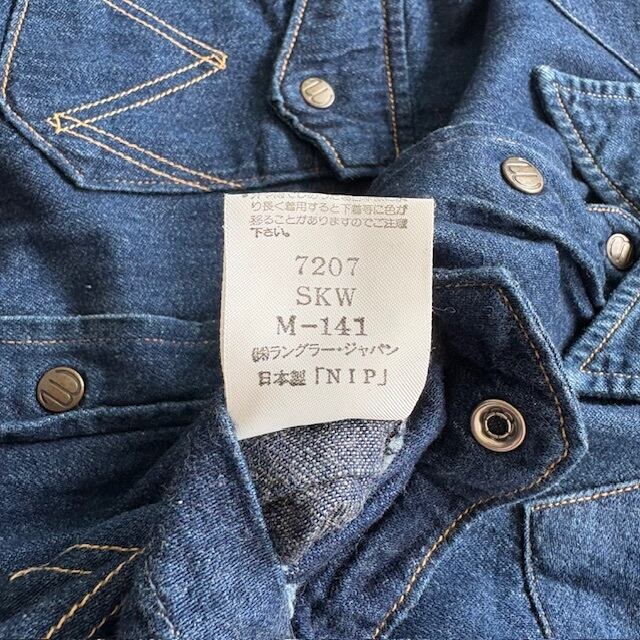 り長く着用すると下着等に色が
移ることがありますのでご注意
下さい。
7207
SKW
M-141
㈱ラングラー・ジャパン
日本製「NIP」